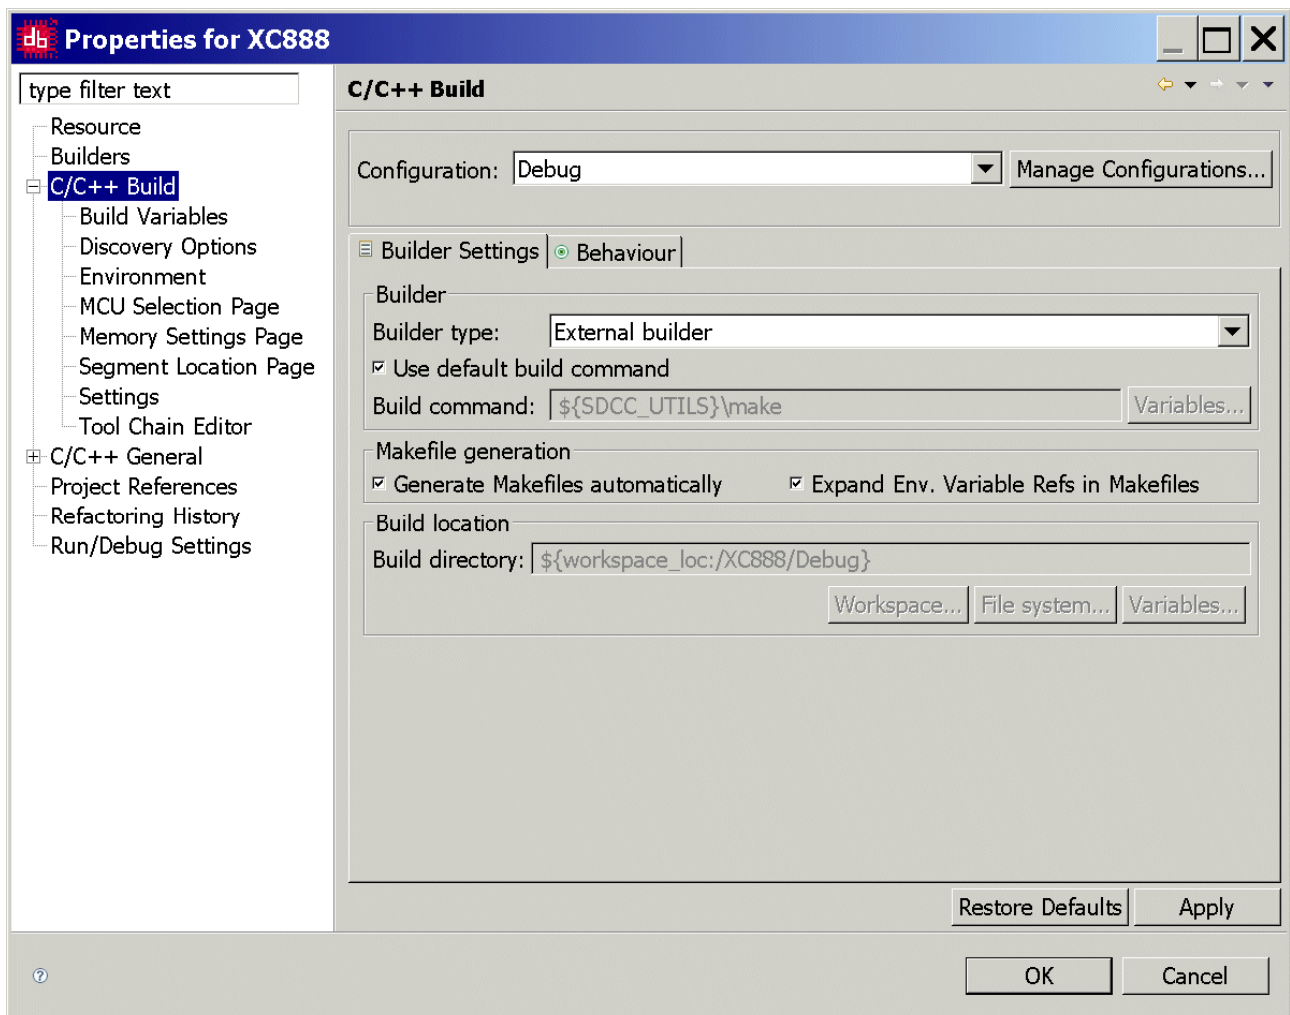 db Properties for XC888
type filter text
Resource
Builders
C/C++ Build
Build Variables
Discovery Options
Environment
MCU Selection Page
Memory Settings Page
Segment Location Page
Settings
Tool Chain Editor
C/C++ General
Project References
Refactoring History
Run/Debug Settings
C/C++ Build
Configuration: Debug Manage Configurations...
Builder Settings Behaviour
Builder
Builder type: External builder
Use default build command
Build command: ${SDCC_UTILS}\make Variables...
Makefile generation
Generate Makefiles automatically Expand Env. Variable Refs in Makefiles
Build location
Build directory: ${workspace_loc:/XC888/Debug}
Workspace... File system... Variables...
Restore Defaults Apply
? OK Cancel